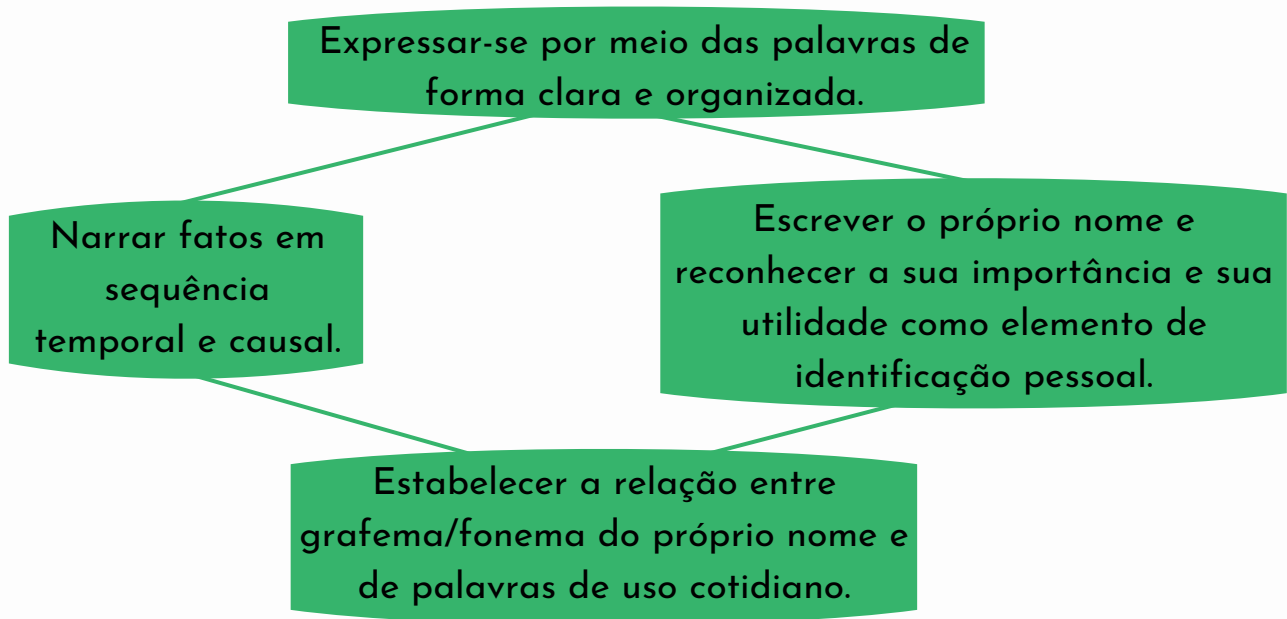 Expressar-se por meio das palavras de
forma clara e organizada.
Narrar fatos em
sequência
temporal e causal.
Escrever o próprio nome e
reconhecer a sua importância e sua
utilidade como elemento de
identificação pessoal.
Estabelecer a relação entre
grafema/fonema do próprio nome e
de palavras de uso cotidiano.